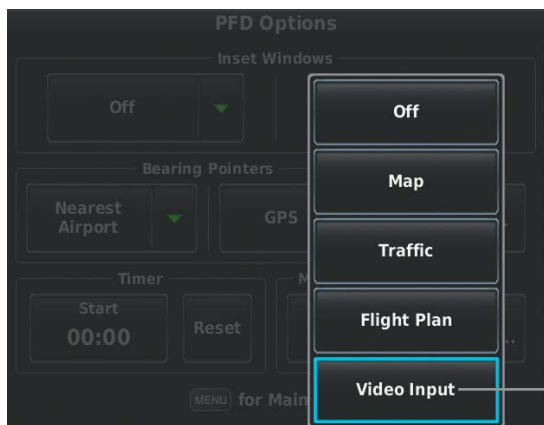 PFD Options
Inset Windows
Off
Off
Map
Bearing Pointers
Nearest
Airport
GPS
Traffic
Timer
M
Start
00:00
Reset
Flight Plan
..
Video Input
MENU for Main